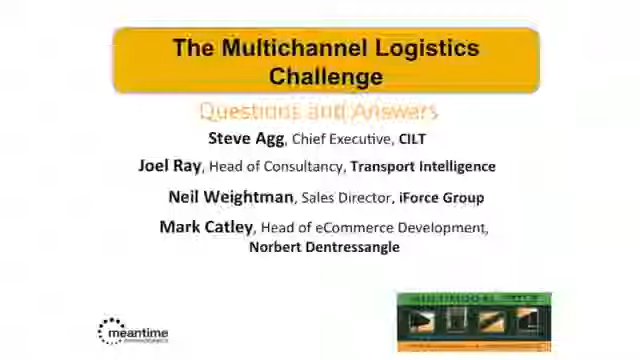 The Multichannel Logistics
Challenge
Questions and Answers
Steve Agg, Chief Executive, CILT
Joel Ray, Head of Consultancy, Transport Intelligence
Neil Weightman, Sales Director, iForce Group
Mark Catley, Head of eCommerce Development,
Norbert Dentressangle
meantime